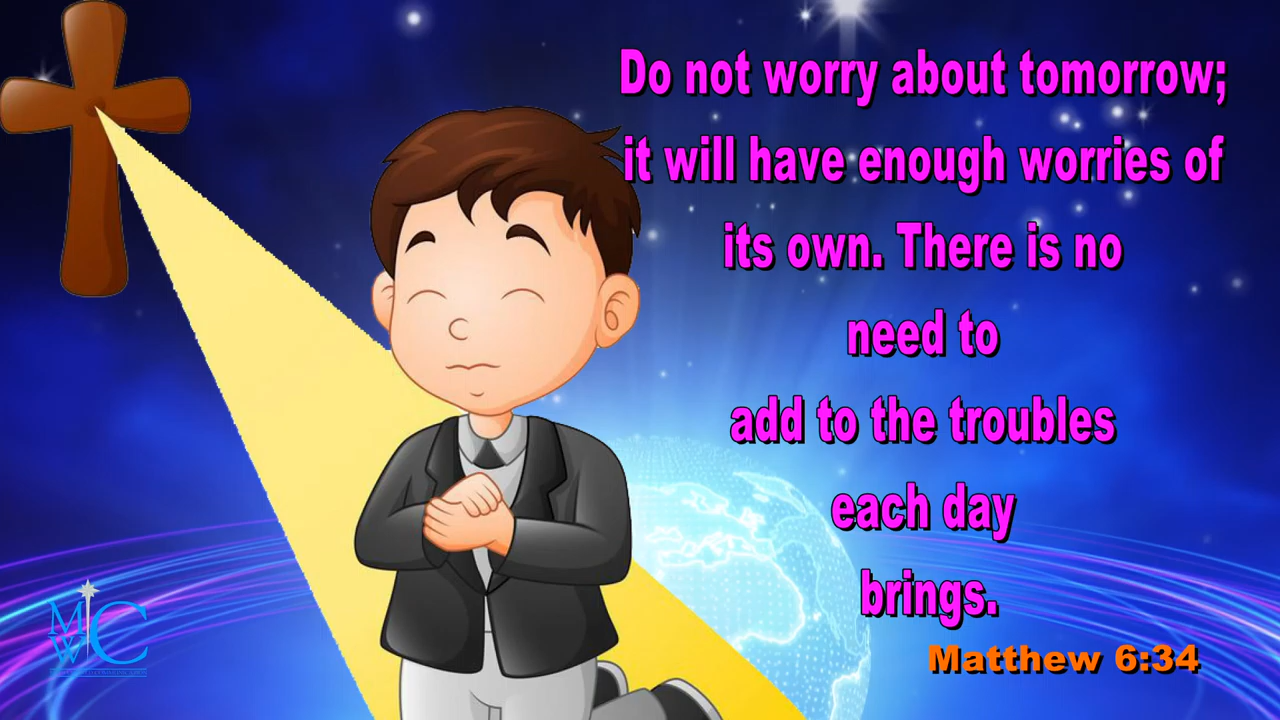 Do not worry about tomorrow;
it will have enough worries of
its own. There is no
need to
add to the troubles
each day
brings.
Matthew 6:34
M C
W